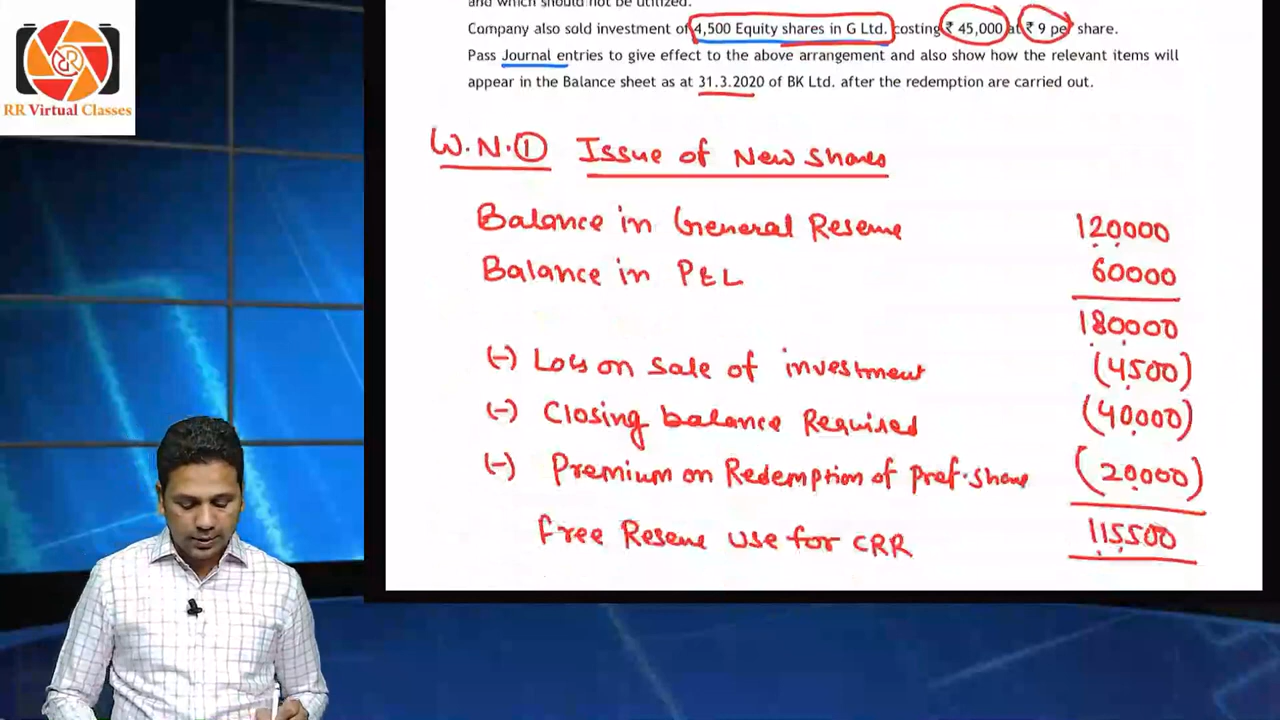 and which should not be utilized.
Company also sold investment of 4,500 Equity shares in G Ltd. costing ₹ 45,000 at ₹ 9 per share.
Pass Journal entries to give effect to the above arrangement and also show how the relevant items will
appear in the Balance sheet as at 31.3.2020 of BK Ltd. after the redemption are carried out.
RR Virtual Classes
W.N.① Issue of New Shares
Balance in General Reserve 120000
Balance in P&L 60000
180000
(-) Loss on sale of investment (4500)
(-) Closing balance Required (40000)
(-) Premium on Redemption of Pref. Share (20000)
Free Reserve use for CRR 115500